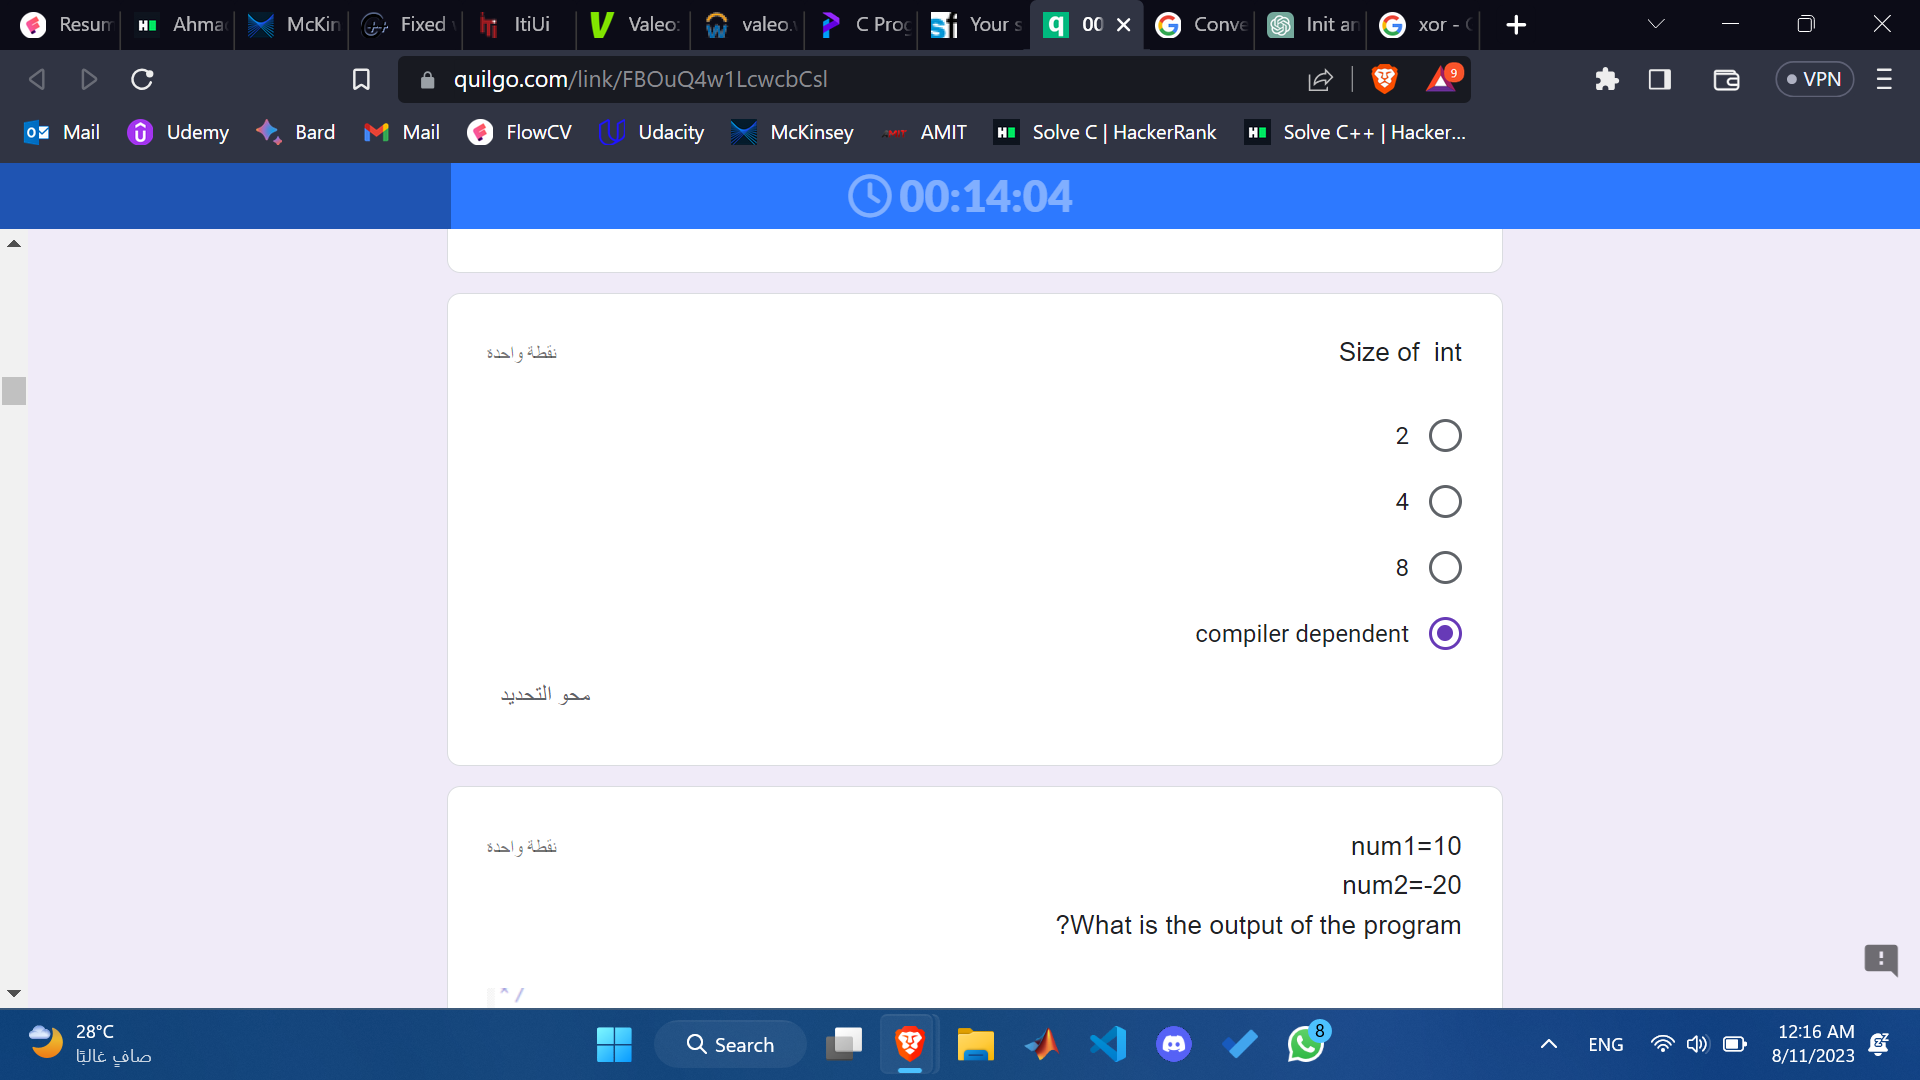 Resum
Ahma
McKin
Fixed
ItiUi
Valeo:
valeo.
C Prog
Your s
00
Conve
Init an
xor -
quilgo.com/link/FBOuQ4w1LcwcbCsl
9
VPN
Mail
Udemy
Bard
Mail
FlowCV
Udacity
McKinsey
AMIT
Solve C | HackerRank
Solve C++ | Hacker...
00:14:04
Size of int
نقطة واحدة
2
4
8
compiler dependent
محو التحديد
num1=10
نقطة واحدة
num2=-20
?What is the output of the program
*/
28°C
صافٍ غالبًا
Search
8
ENG
12:16 AM
8/11/2023